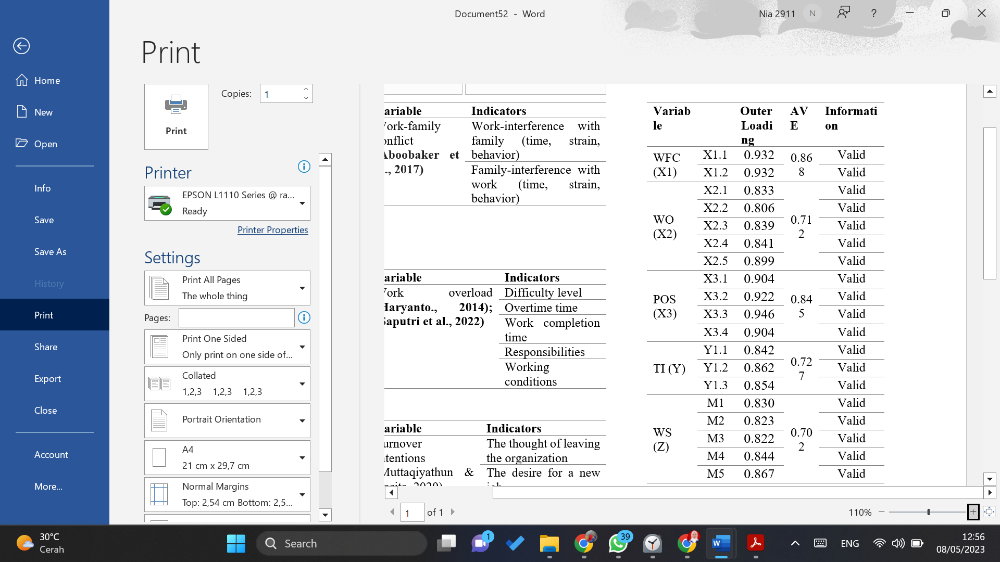 Document52 - Word
Nia 2911
N
?
Print
Home
New
Open
Info
Save
Save As
History
Print
Share
Export
Close
Account
More...
Print
Copies:
1
Printer
EPSON L1110 Series @ ra...
Ready
Printer Properties
Settings
Print All Pages
The whole thing
Pages:
Print One Sided
Only print on one side of...
Collated
1,2,3 1,2,3 1,2,3
Portrait Orientation
A4
21 cm x 29,7 cm
Normal Margins
Top: 2,54 cm Bottom: 2,5...
ariable Indicators
ork-family
onflict
Aboobaker et
., 2017)
Work-interference with
family (time, strain,
behavior)
Family-interference with
work (time, strain,
behavior)
ariable Indicators
ork overload
Haryanto., 2014);
Saputri et al., 2022)
Difficulty level
Overtime time
Work completion
time
Responsibilities
Working
conditions
ariable Indicators
urnover
ntentions
Muttaqiyathun &
The thought of leaving
the organization
The desire for a new
Variab
le
Outer
Loadi
ng
AV
E
Informati
on
WFC
(X1)
X1.1 0.932 Valid
X1.2 0.932 Valid
0.86
8
WO
(X2)
X2.1 0.833 Valid
X2.2 0.806 Valid
X2.3 0.839 Valid
X2.4 0.841 Valid
X2.5 0.899 Valid
0.71
2
POS
(X3)
X3.1 0.904 Valid
X3.2 0.922 Valid
X3.3 0.946 Valid
X3.4 0.904 Valid
0.84
5
TI (Y)
Y1.1 0.842 Valid
Y1.2 0.862 Valid
Y1.3 0.854 Valid
0.72
7
WS
(Z)
M1 0.830 Valid
M2 0.823 Valid
M3 0.822 Valid
M4 0.844 Valid
M5 0.867 Valid
0.70
2
1 of 1
110%
30°C
Cerah
Search
1
39
W
ENG
12:56
08/05/2023